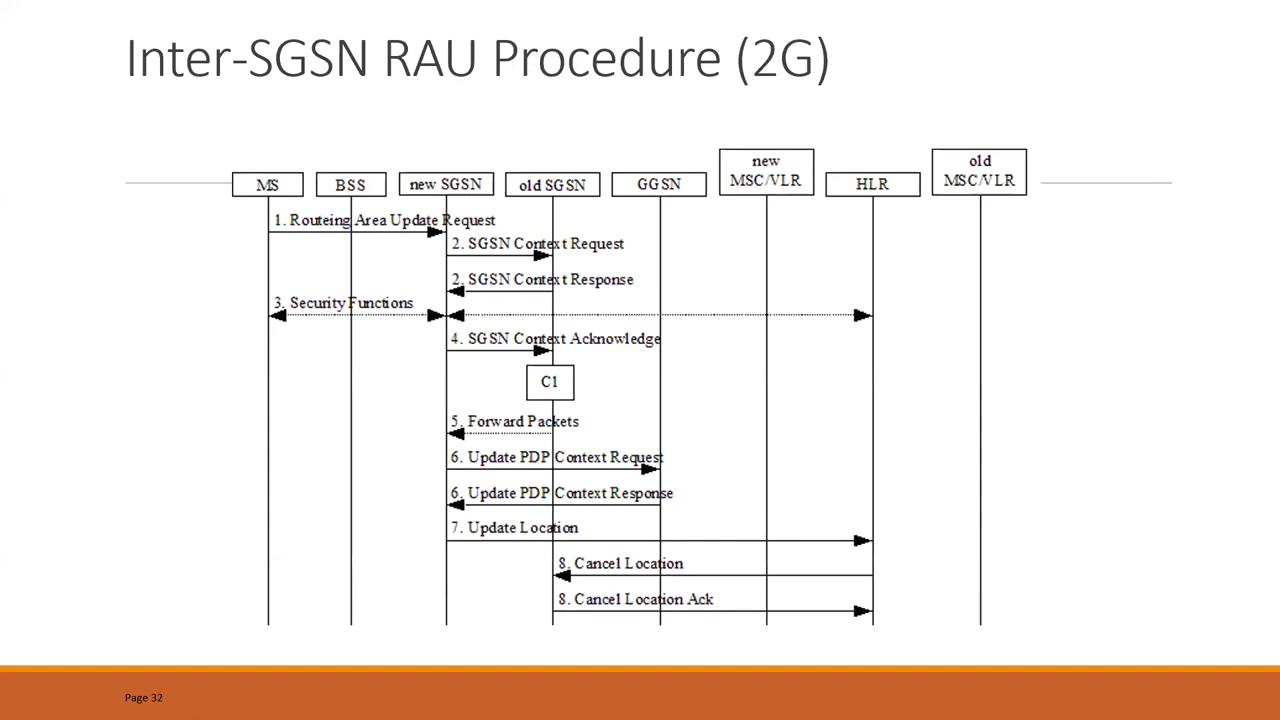 Inter-SGSN RAU Procedure (2G)
MS
BSS
new SGSN
old SGSN
GGSN
new
MSC/VLR
HLR
old
MSC/VLR
1. Routeing Area Update Request
2. SGSN Context Request
2. SGSN Context Response
3. Security Functions
4. SGSN Context Acknowledge
C1
5. Forward Packets
6. Update PDP Context Request
6. Update PDP Context Response
7. Update Location
8. Cancel Location
8. Cancel Location Ack
Page 32